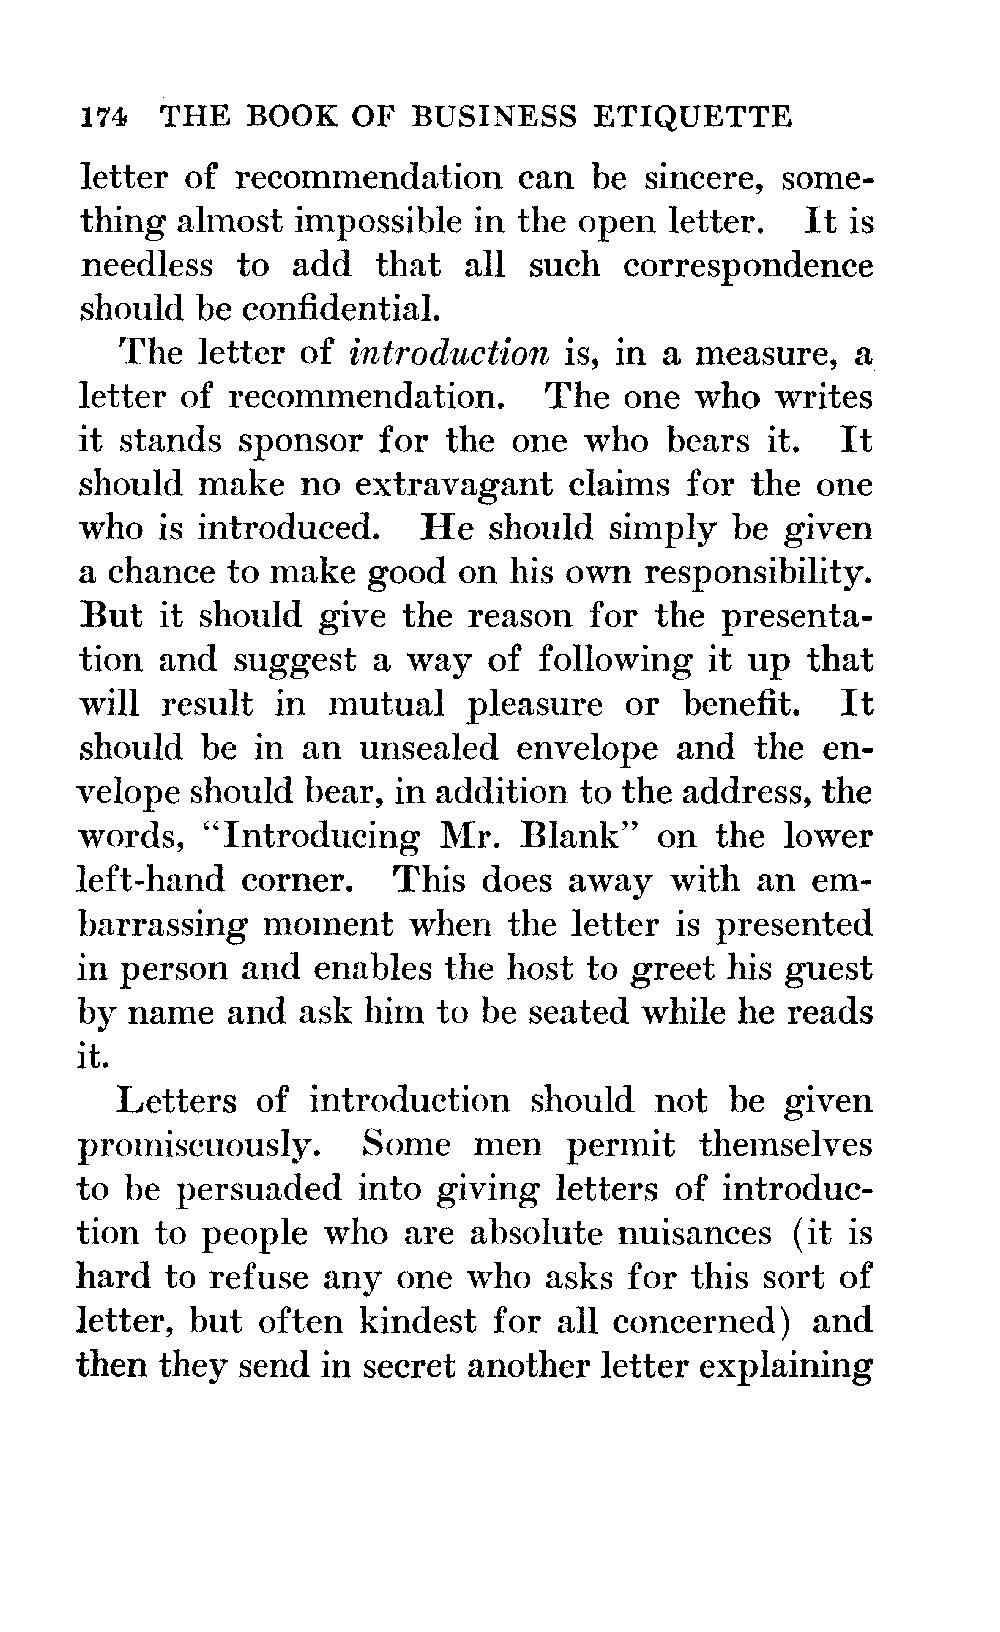 174 THE BOOK OF BUSINESS ETIQUETTE
letter of recommendation can be sincere, some-
thing almost impossible in the open letter. It is
needless to add that all such correspondence
should be confidential.
The letter of introduction is, in a measure, a
letter of recommendation. The one who writes
it stands sponsor for the one who bears it. It
should make no extravagant claims for the one
who is introduced. He should simply be given
a chance to make good on his own responsibility.
But it should give the reason for the presenta-
tion and suggest a way of following it up that
will result in mutual pleasure or benefit. It
should be in an unsealed envelope and the en-
velope should bear, in addition to the address, the
words, “Introducing Mr. Blank” on the lower
left-hand corner. This does away with an em-
barrassing moment when the letter is presented
in person and enables the host to greet his guest
by name and ask him to be seated while he reads
it.
Letters of introduction should not be given
promiscuously. Some men permit themselves
to be persuaded into giving letters of introduc-
tion to people who are absolute nuisances (it is
hard to refuse any one who asks for this sort of
letter, but often kindest for all concerned) and
then they send in secret another letter explaining